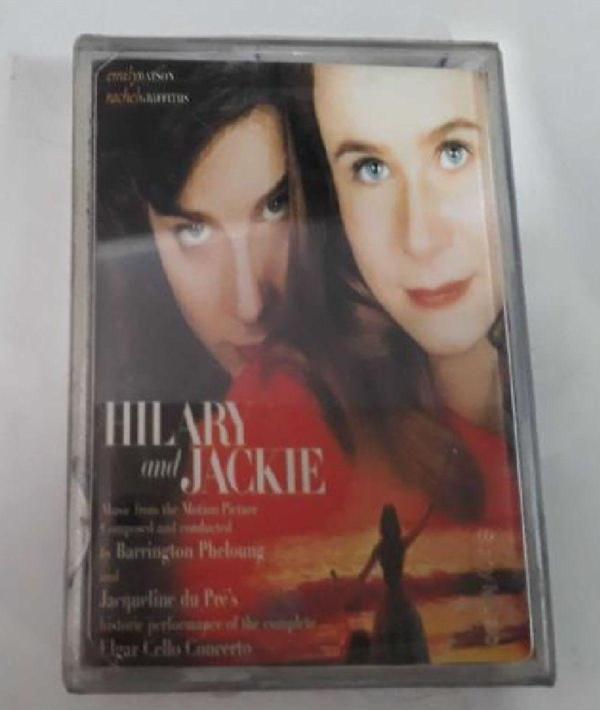 emily WATSON
rachel GRIFFITHS
HILARY
and JACKIE
Music from the Motion Picture
Composed and conducted
by Barrington Pheloung
and
Jacqueline du Pré's
historic performance of the complete
Elgar Cello Concerto